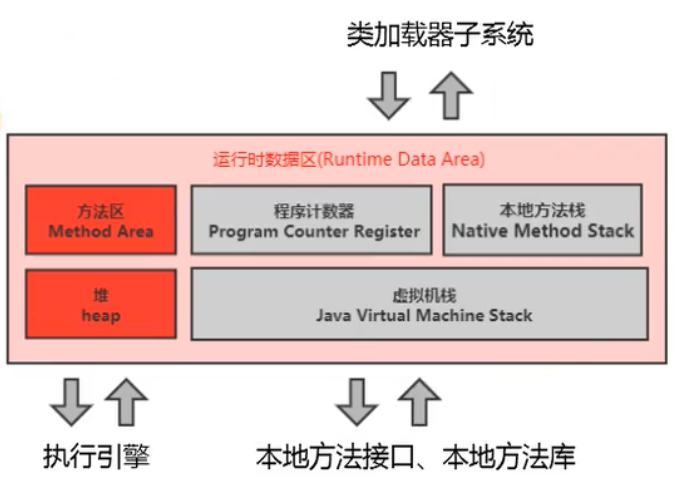 类加载器子系统
运行时数据区(Runtime Data Area)
方法区
Method Area
程序计数器
Program Counter Register
本地方法栈
Native Method Stack
堆
heap
虚拟机栈
Java Virtual Machine Stack
执行引擎
本地方法接口、本地方法库